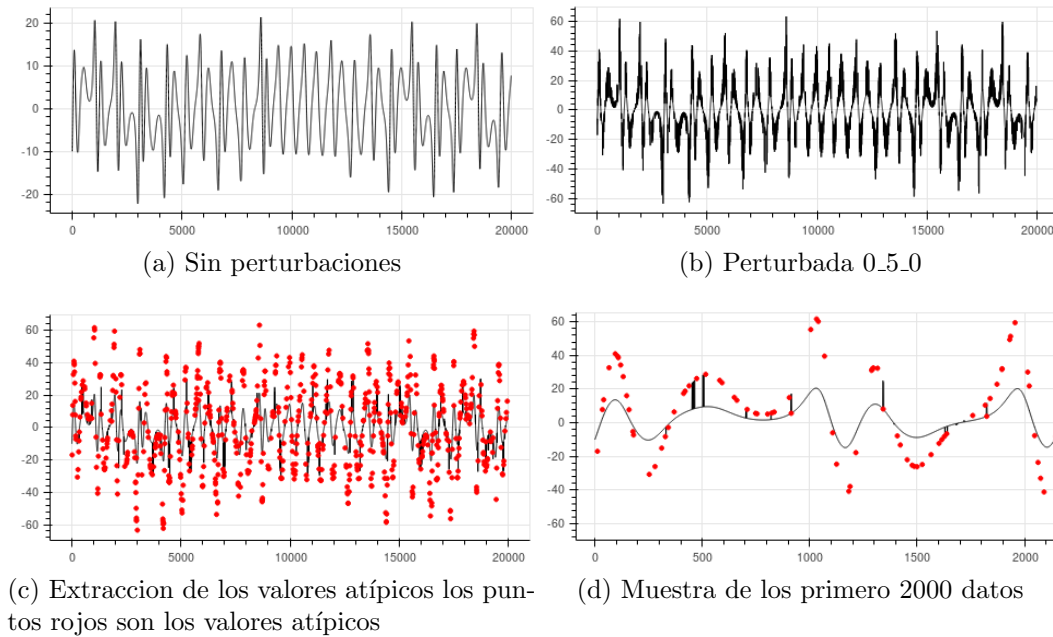 20
10
0
-10
-20
0 5000 10000 15000 20000
(a) Sin perturbaciones
60
40
20
0
-20
-40
-60
0 5000 10000 15000 20000
(b) Perturbada 0_5_0
60
40
20
0
-20
-40
-60
0 5000 10000 15000 20000
(c) Extraccion de los valores atípicos los pun-
tos rojos son los valores atípicos
60
40
20
0
-20
-40
-60
0 500 1000 1500 2000
(d) Muestra de los primero 2000 datos